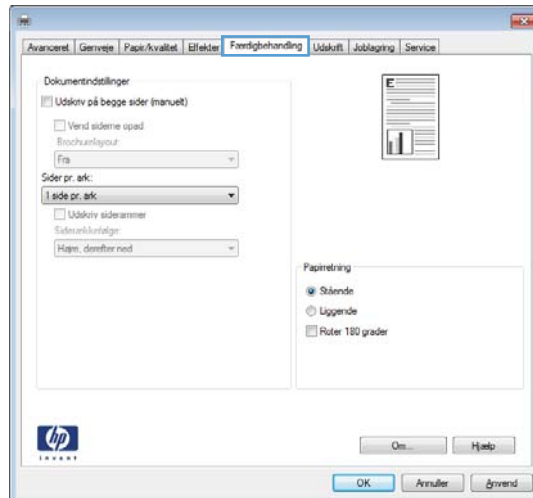 Avanceret Genveje Papir/kvalitet Effekter Færdigbehandling Udskrift Joblagring Service
Dokumentindstillinger
Udskriv på begge sider (manuelt)
Vend siderne opad
Brochurelayout:
Fra
Sider pr. ark:
1 side pr. ark
Udskriv siderammer
Siderækkefølge:
Højre, derefter ned
E
Papirretning
Stående
Liggende
Roter 180 grader
hp
invent
Om... Hjælp
OK Annuller Anvend